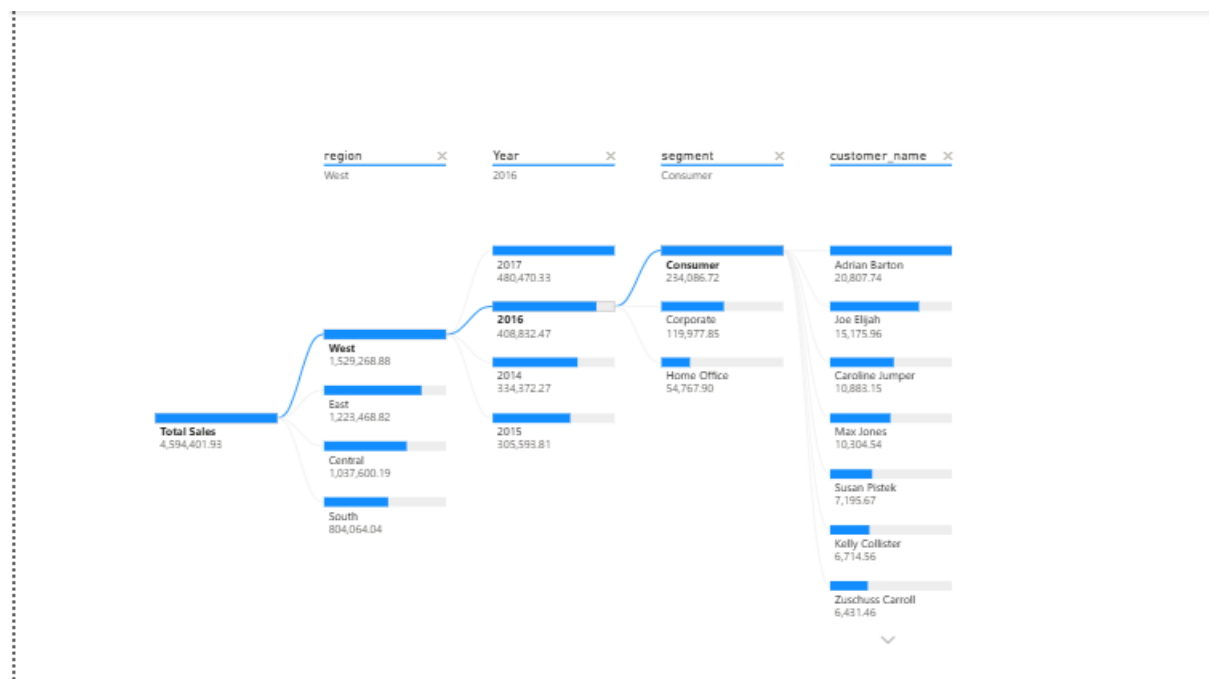 region
West
Year
2016
segment
Consumer
customer_name
Total Sales
4,594,401.93
West
1,529,268.88
East
1,223,468.82
Central
1,037,600.19
South
804,064.04
2017
480,470.33
2016
408,832.47
2014
334,372.27
2015
305,593.81
Consumer
234,086.72
Corporate
119,977.85
Home Office
54,767.90
Adrian Barton
20,807.74
Joe Elijah
15,175.96
Caroline Jumper
10,883.15
Max Jones
10,304.54
Susan Pistek
7,195.67
Kelly Collister
6,714.56
Zuschuss Carroll
6,431.46